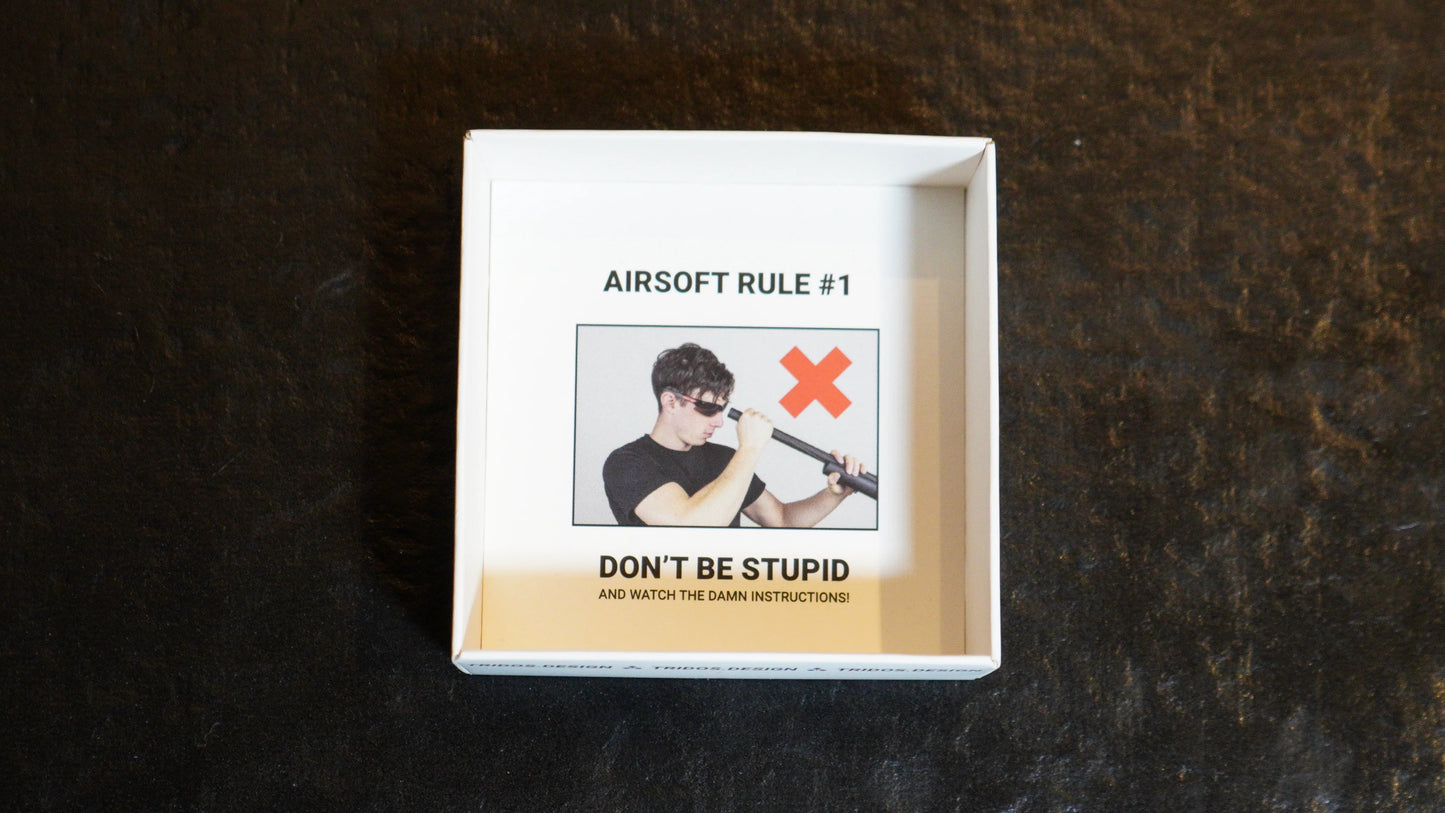 AIRSOFT RULE #1
DON'T BE STUPID
AND WATCH THE DAMN INSTRUCTIONS!
TRIDOS.DESIGN TRIDOS.DESIGN TRIDOS.DESIGN